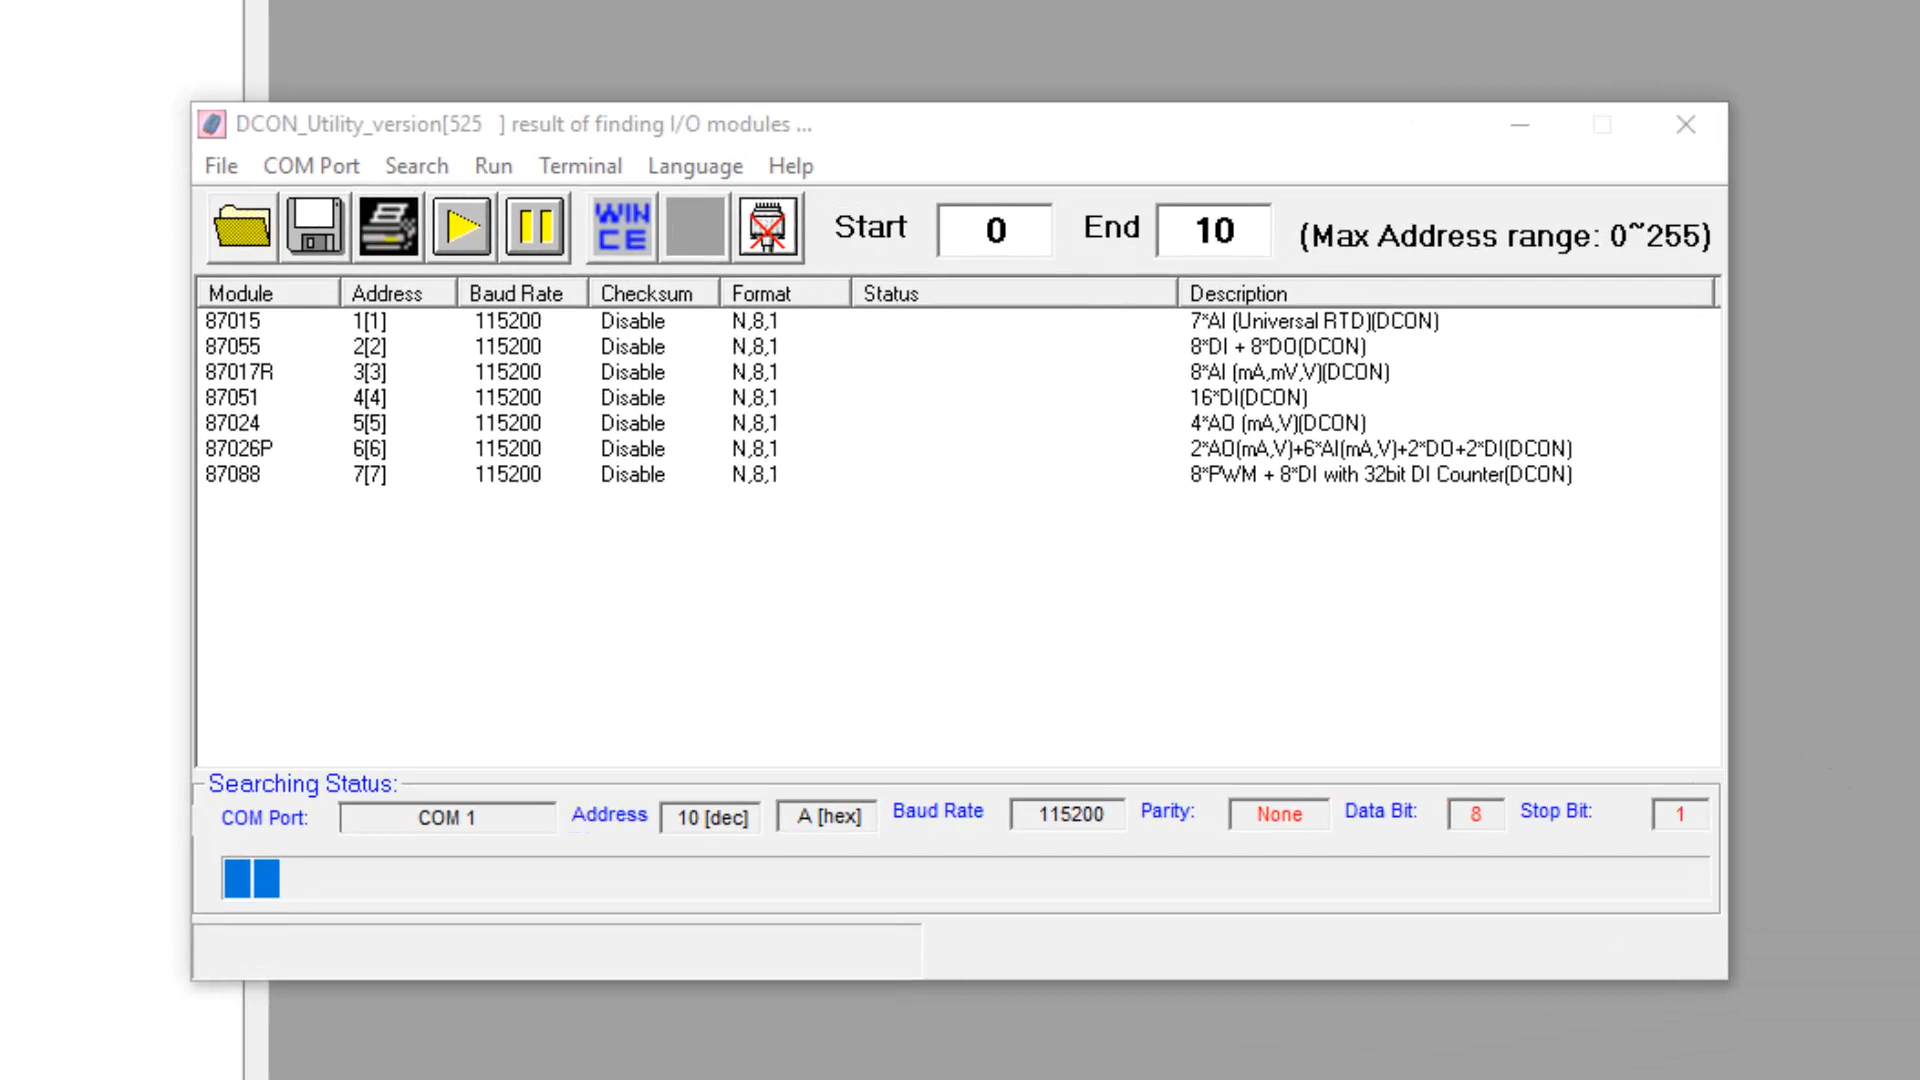 DCON_Utility_version[525 ] result of finding I/O modules ...
File COM Port Search Run Terminal Language Help
WIN CE Start 0 End 10 (Max Address range: 0~255)
Module Address Baud Rate Checksum Format Status Description
87015 1[1] 115200 Disable N,8,1 7*AI (Universal RTD)(DCON)
87055 2[2] 115200 Disable N,8,1 8*DI + 8*DO(DCON)
87017R 3[3] 115200 Disable N,8,1 8*AI (mA,mV,V)(DCON)
87051 4[4] 115200 Disable N,8,1 16*DI(DCON)
87024 5[5] 115200 Disable N,8,1 4*AO (mA,V)(DCON)
87026P 6[6] 115200 Disable N,8,1 2*AO(mA,V)+6*AI(mA,V)+2*DO+2*DI(DCON)
87088 7[7] 115200 Disable N,8,1 8*PWM + 8*DI with 32bit DI Counter(DCON)
Searching Status:
COM Port: COM 1 Address 10 [dec] A [hex] Baud Rate 115200 Parity: None Data Bit: 8 Stop Bit: 1